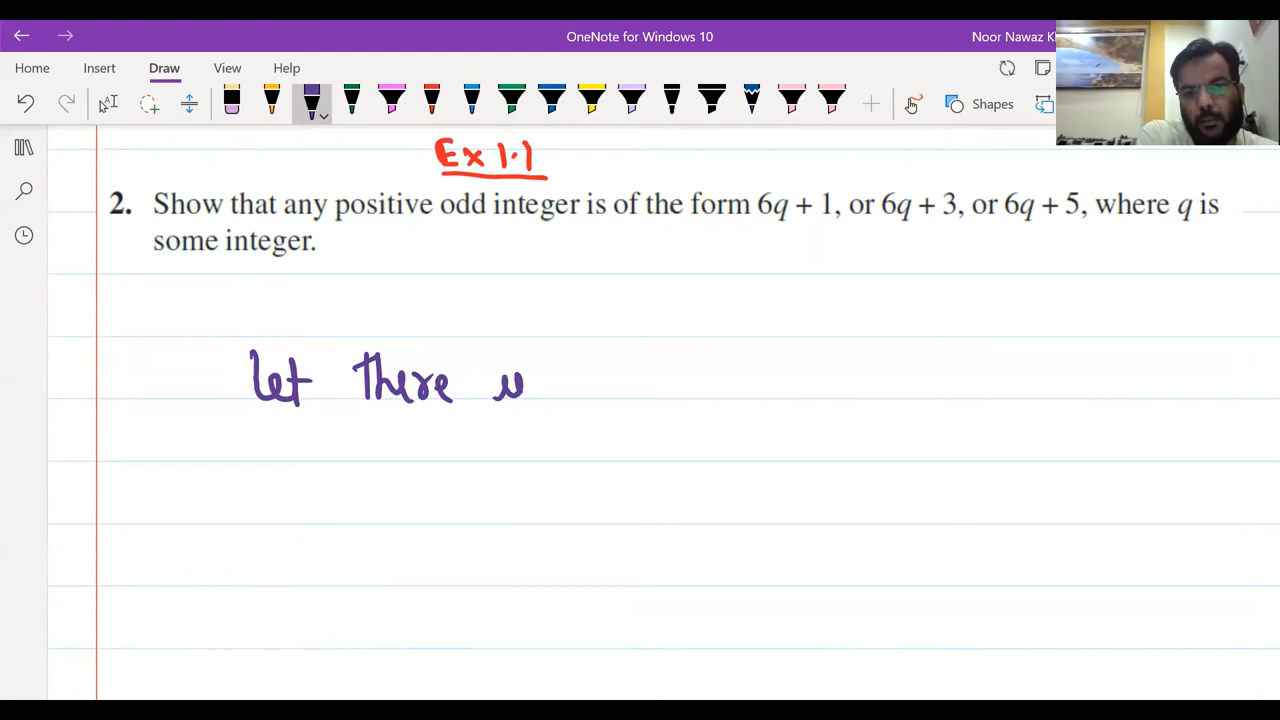 OneNote for Windows 10
Noor Nawaz K
Home Insert Draw View Help
Shapes
Ex 1.1
2. Show that any positive odd integer is of the form 6q + 1, or 6q + 3, or 6q + 5, where q is
some integer.
let there